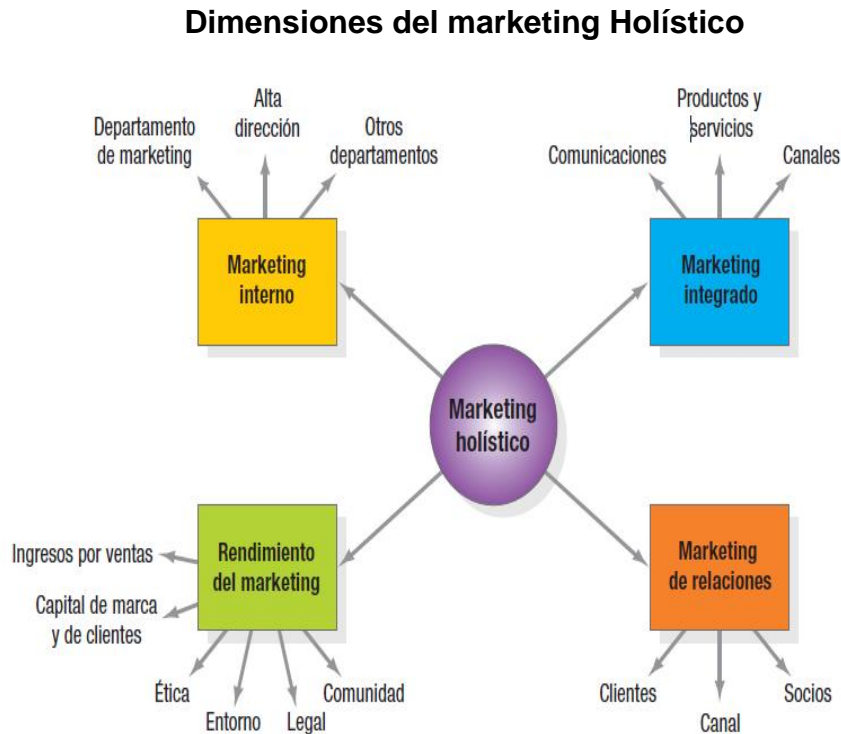 Dimensiones del marketing Holístico
Departamento
de marketing
Alta
dirección
Otros
departamentos
Marketing
interno
Productos y
servicios
Comunicaciones
Canales
Marketing
integrado
Marketing
holístico
Rendimiento
del marketing
Ingresos por ventas
Capital de marca
y de clientes
Ética
Entorno
Legal
Comunidad
Marketing
de relaciones
Clientes
Canal
Socios